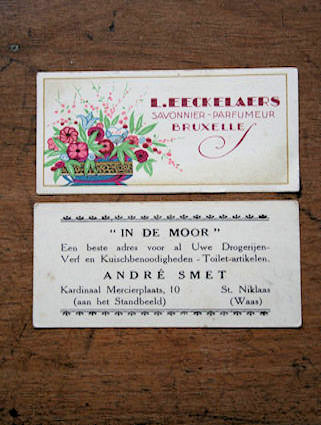 L. EECKELAERS
SAVONNIER - PARFUMEUR
BRUXELLES
" IN DE MOOR "
Een beste adres voor al Uwe Drogerijen-
Verf en Kuischbenoodigheden - Toilet-artikelen.
ANDRÉ SMET
Kardinaal Mercierplaats, 10 St. Niklaas
(aan het Standbeeld) (Waas)